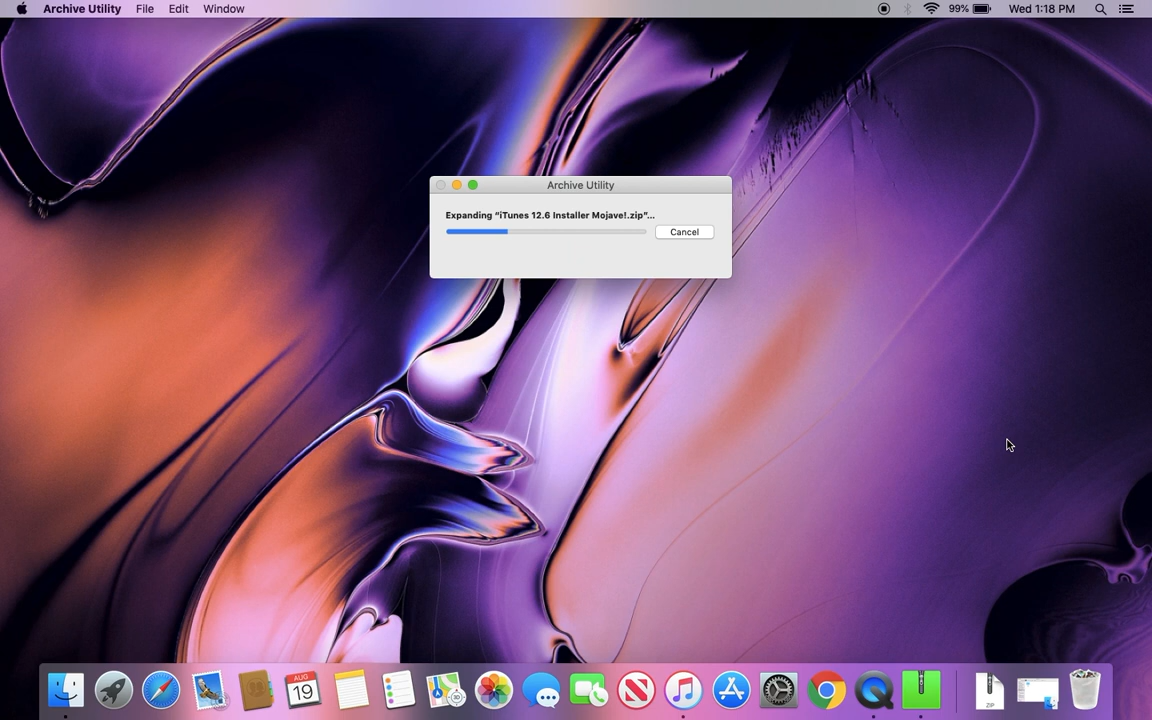 Archive Utility File Edit Window 99% Wed 1:18 PM
Archive Utility
Expanding “iTunes 12.6 Installer Mojave!.zip”...
Cancel
AUG
19
ZIP